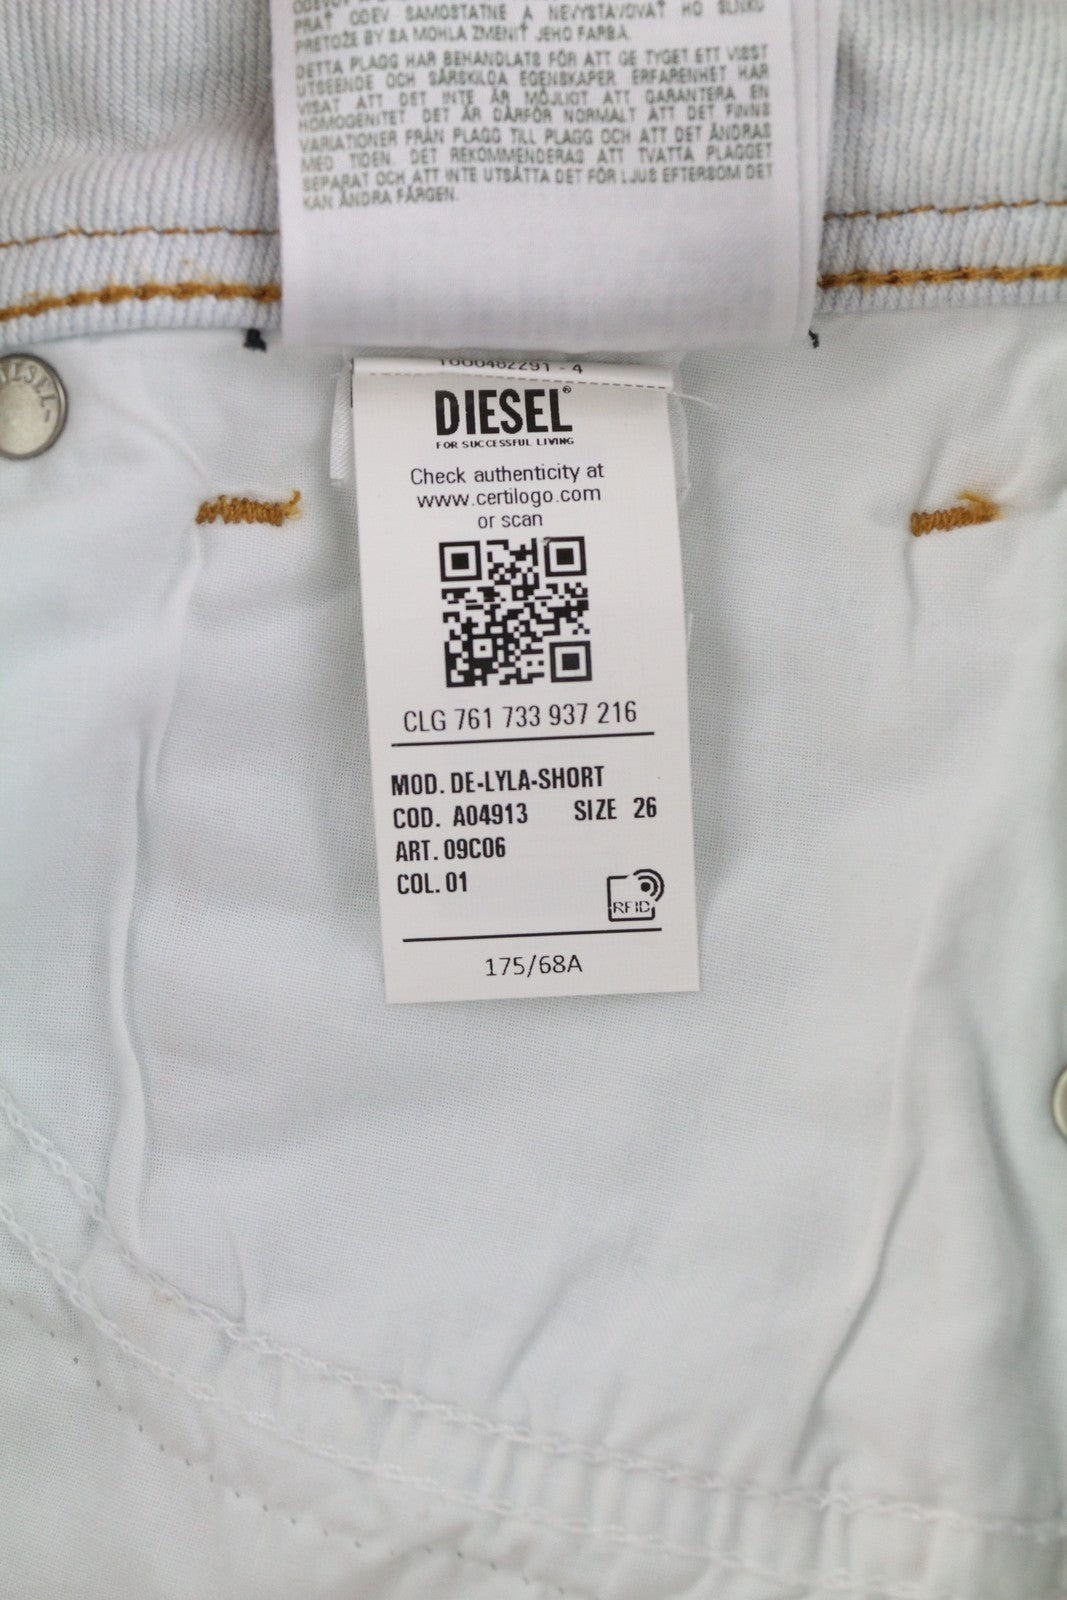 PRAŤ ODEV SAMOSTATNE A NEVYSTAVOVAŤ HO SLNKU
PRETOŽE BY SA MOHLA ZMENIŤ JEHO FARBA.
DETTA PLAGG HAR BEHANDLATS FÖR ATT GE TYGET ETT VISST
UTSEENDE OCH SÄRSKILDA EGENSKAPER. ERFARENHET HAR
VISAT ATT DET INTE ÄR MÖJLIGT ATT GARANTERA EN
HOMOGENITET. DET ÄR DÄRFÖR NORMALT ATT DET FINNS
VARIATIONER FRÅN PLAGG TILL PLAGG OCH ATT DET ÄNDRAS
MED TIDEN. DET REKOMMENDERAS ATT TVÄTTA PLAGGET
SEPARAT OCH ATT INTE UTSÄTTA DET FÖR LJUS EFTERSOM DET
KAN ÄNDRA FÄRGEN.
1000462291 - 4
DIESEL®
FOR SUCCESSFUL LIVING
Check authenticity at
www.certilogo.com
or scan
CLG 761 733 937 216
MOD. DE-LYLA-SHORT
COD. A04913 SIZE 26
ART. 09C06
COL. 01
RFID
175/68A
DIESEL